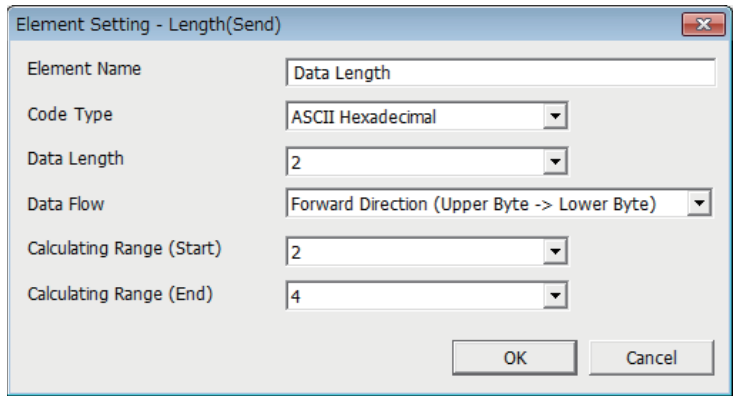 Element Setting - Length(Send)
Element Name Data Length
Code Type ASCII Hexadecimal
Data Length 2
Data Flow Forward Direction (Upper Byte -> Lower Byte)
Calculating Range (Start) 2
Calculating Range (End) 4
OK Cancel